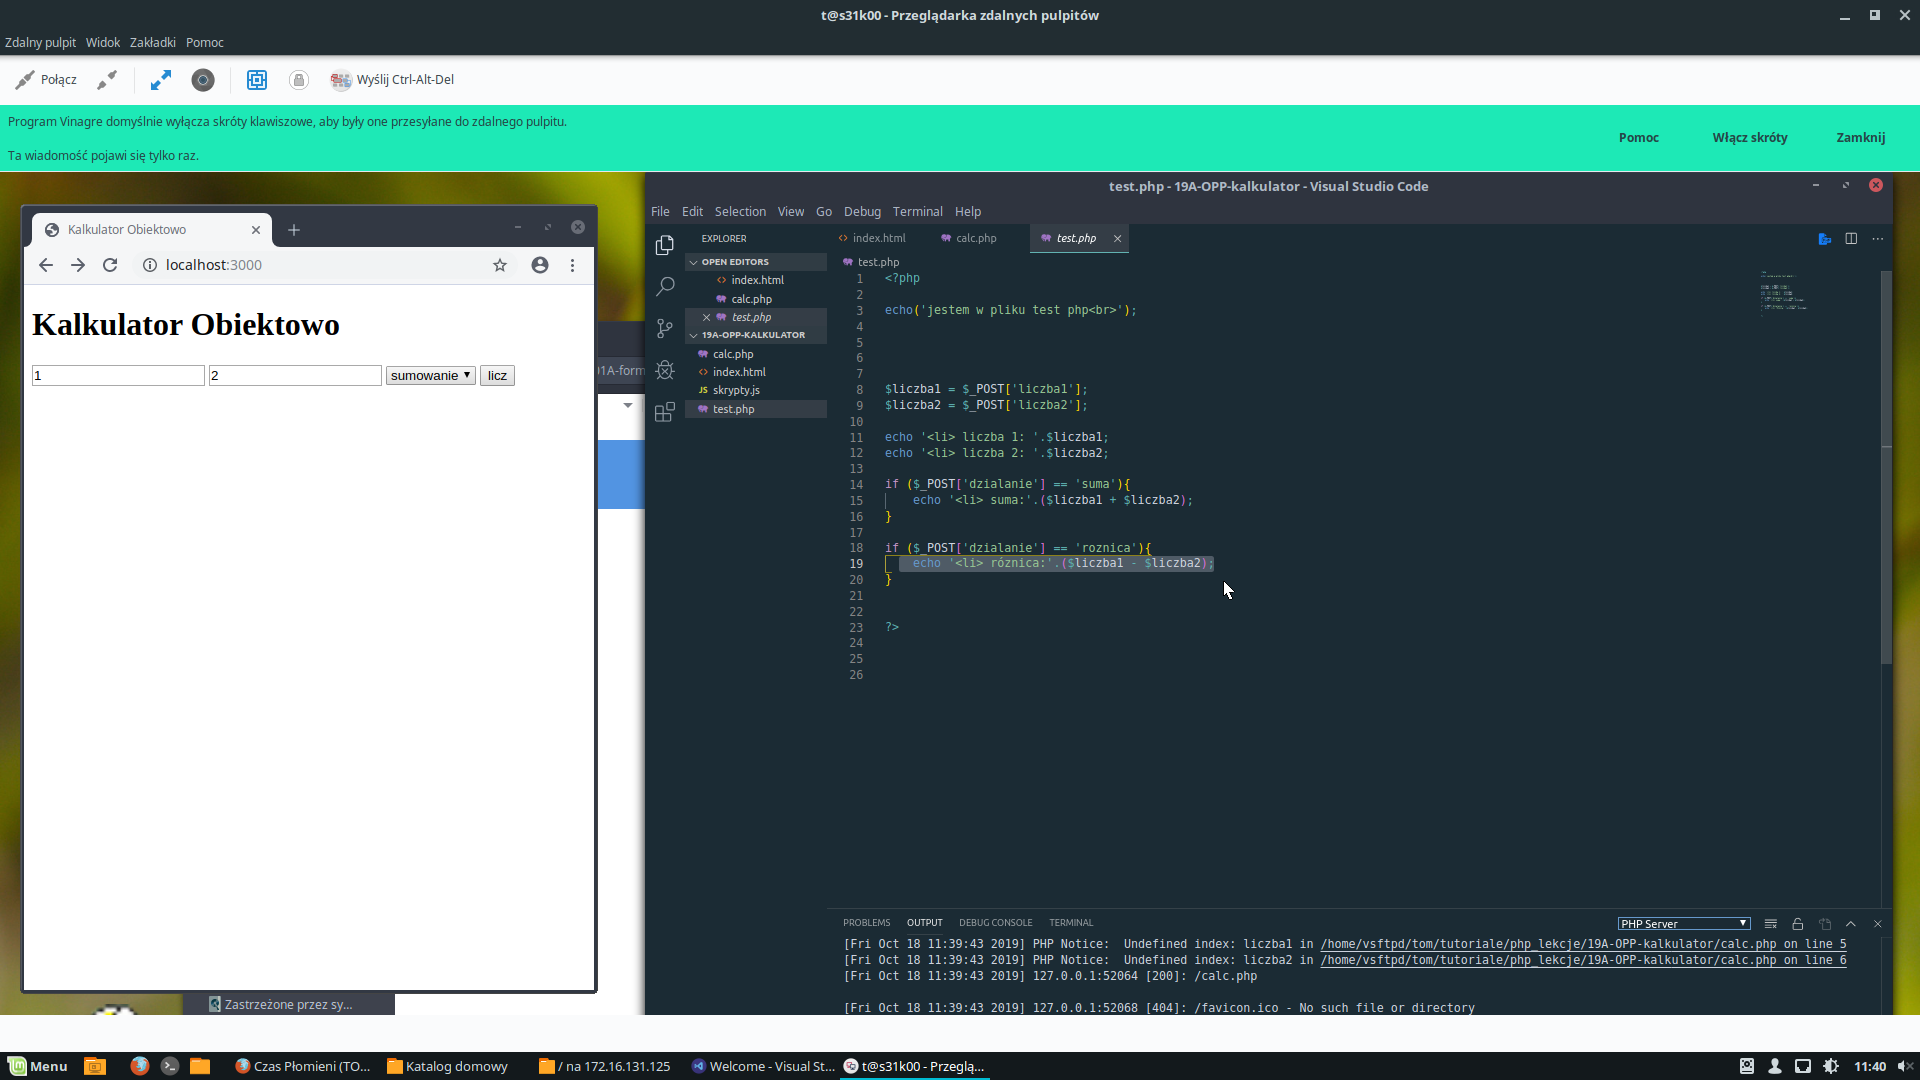 t@s31k00 - Przeglądarka zdalnych pulpitów
Zdalny pulpit Widok Zakładki Pomoc
Połącz Wyślij Ctrl-Alt-Del
Program Vinagre domyślnie wyłącza skróty klawiszowe, aby były one przesyłane do zdalnego pulpitu.
Ta wiadomość pojawi się tylko raz.
Pomoc Włącz skróty Zamknij
Kalkulator Obiektowo
localhost:3000
Kalkulator Obiektowo
1 2 sumowanie licz
01A-form
Zastrzeżone przez sy...
test.php - 19A-OPP-kalkulator - Visual Studio Code
File Edit Selection View Go Debug Terminal Help
EXPLORER
OPEN EDITORS
index.html
calc.php
test.php
19A-OPP-KALKULATOR
calc.php
index.html
JS skrypty.js
test.php
index.html calc.php test.php
test.php
1 <?php
2
3 echo('jestem w pliku test php<br>');
4
5
6
7
8 $liczba1 = $_POST['liczba1'];
9 $liczba2 = $_POST['liczba2'];
10
11 echo '<li> liczba 1: '.$liczba1;
12 echo '<li> liczba 2: '.$liczba2;
13
14 if ($_POST['dzialanie'] == 'suma'){
15 echo '<li> suma:'.($liczba1 + $liczba2);
16 }
17
18 if ($_POST['dzialanie'] == 'roznica'){
19 echo '<li> róznica:'.($liczba1 - $liczba2);
20 }
21
22
23 ?>
24
25
26
PROBLEMS OUTPUT DEBUG CONSOLE TERMINAL PHP Server
[Fri Oct 18 11:39:43 2019] PHP Notice:  Undefined index: liczba1 in /home/vsftpd/tom/tutoriale/php_lekcje/19A-OPP-kalkulator/calc.php on line 5
[Fri Oct 18 11:39:43 2019] PHP Notice:  Undefined index: liczba2 in /home/vsftpd/tom/tutoriale/php_lekcje/19A-OPP-kalkulator/calc.php on line 6
[Fri Oct 18 11:39:43 2019] 127.0.0.1:52064 [200]: /calc.php
[Fri Oct 18 11:39:43 2019] 127.0.0.1:52068 [404]: /favicon.ico - No such file or directory
Menu Czas Płomieni (TO... Katalog domowy / na 172.16.131.125 Welcome - Visual St... t@s31k00 - Przeglą... 11:40